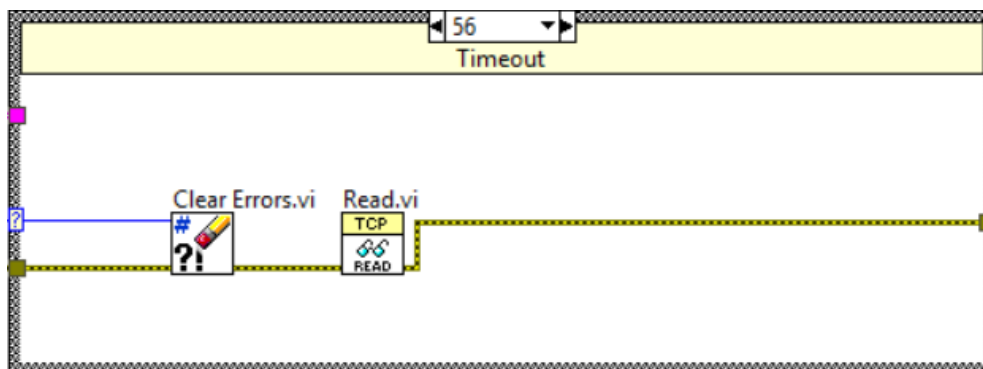 56
Timeout
Clear Errors.vi Read.vi
? # TCP
?!
READ